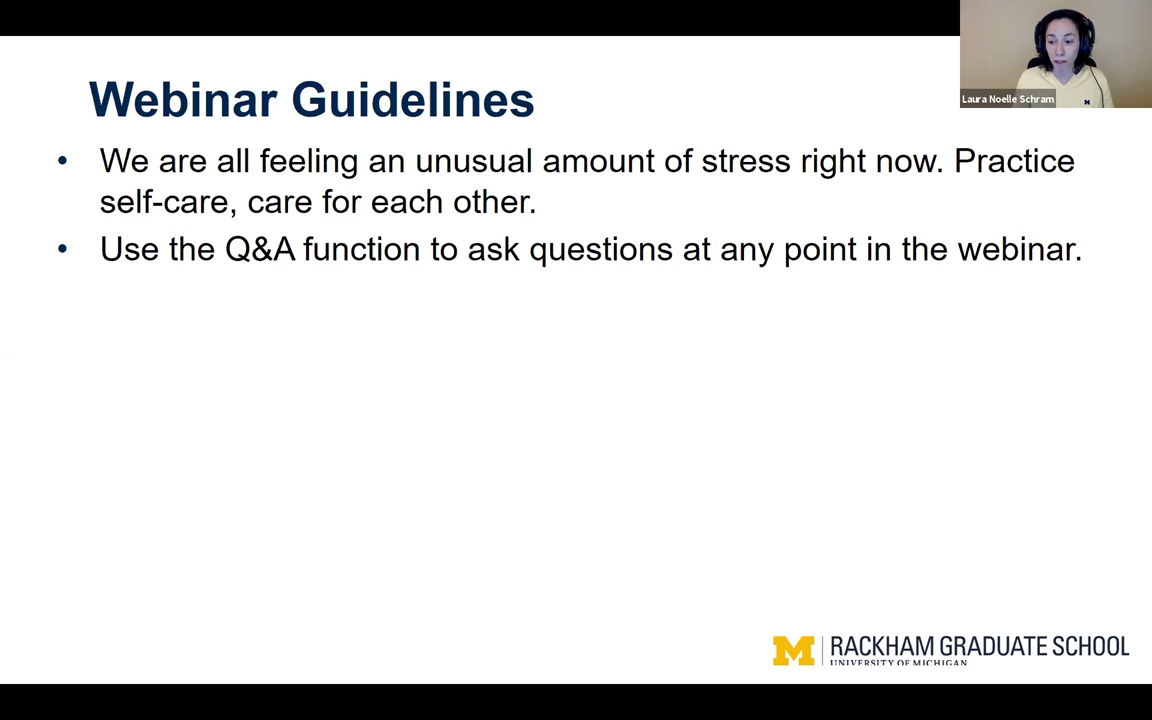 Webinar Guidelines
Laura Noelle Schram
• We are all feeling an unusual amount of stress right now. Practice
self-care, care for each other.
• Use the Q&A function to ask questions at any point in the webinar.
M | RACKHAM GRADUATE SCHOOL
UNIVERSITY OF MICHIGAN